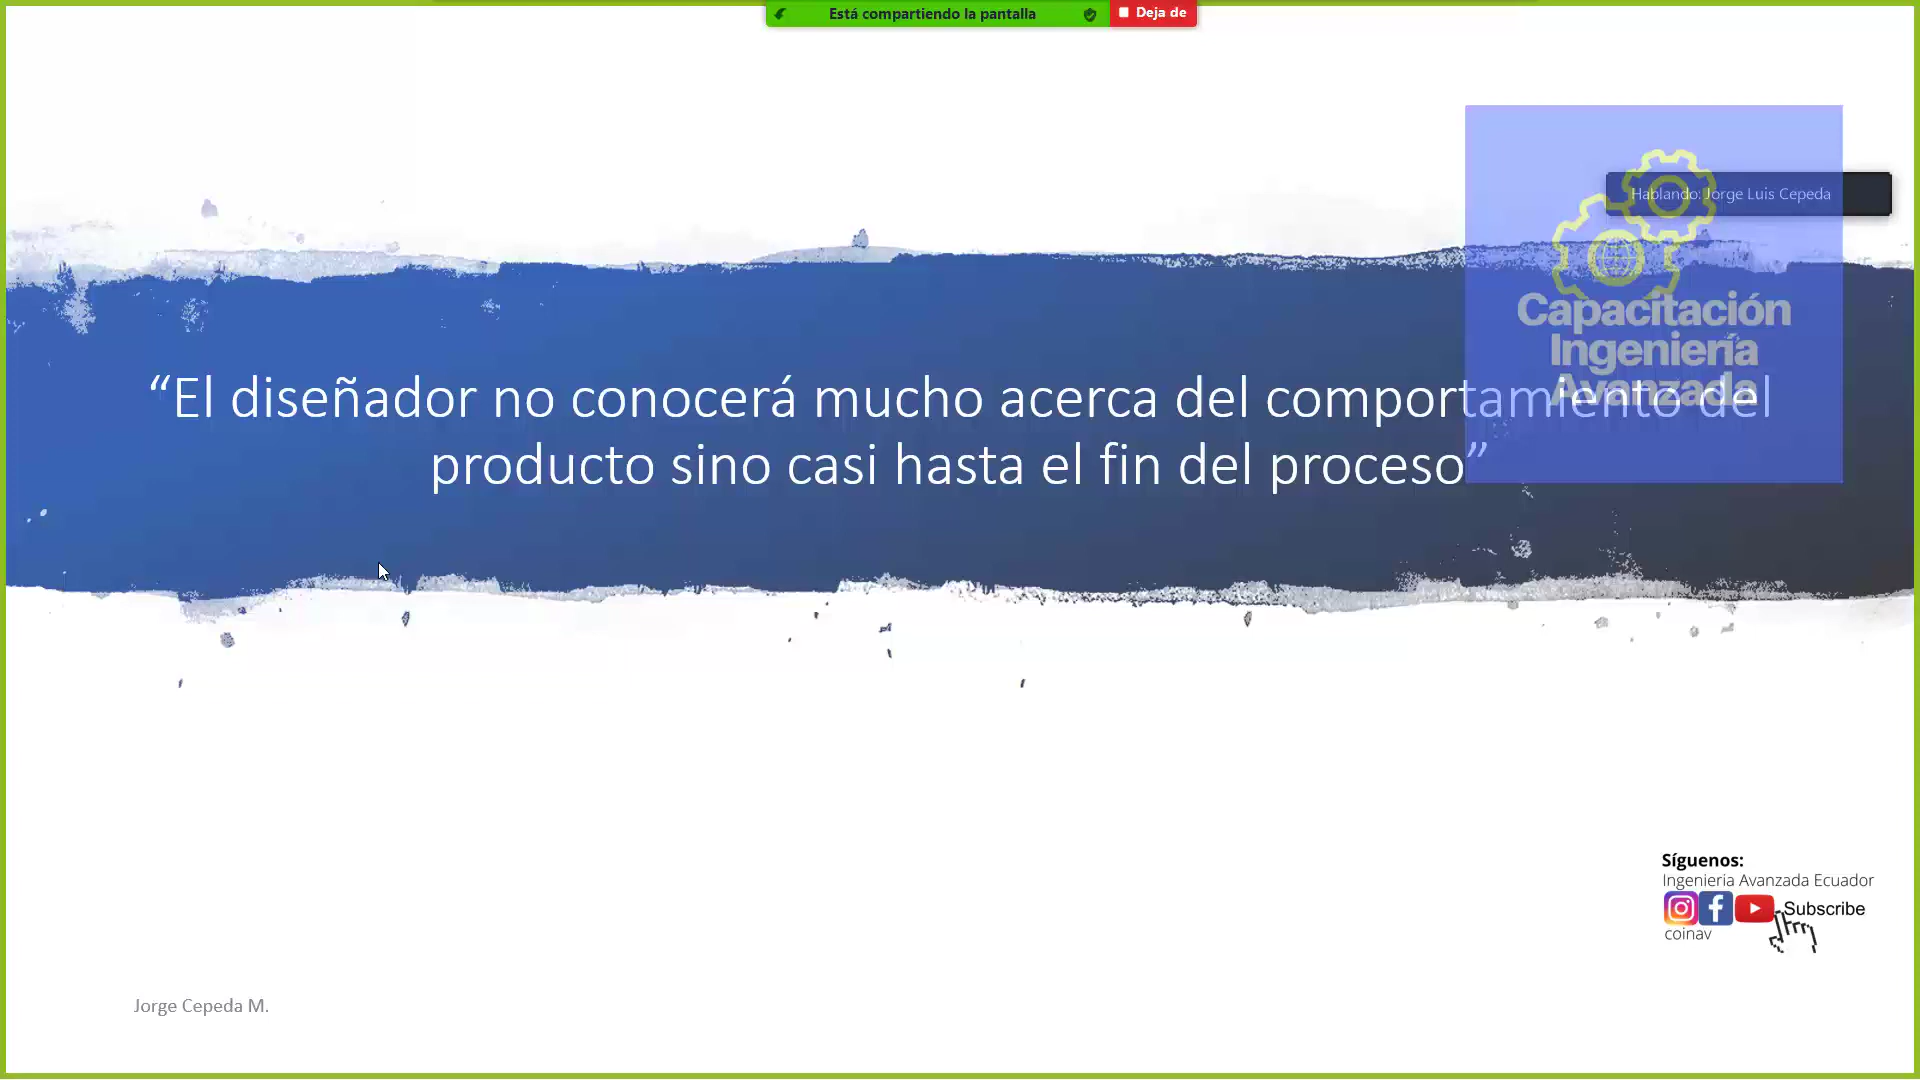 Está compartiendo la pantalla
Deja de
Hablando: Jorge Luis Cepeda
Capacitación
Ingeniería
Avanzada
“El diseñador no conocerá mucho acerca del comportamiento del
producto sino casi hasta el fin del proceso”
Síguenos:
Ingenieria Avanzada Ecuador
Subscribe
coinav
Jorge Cepeda M.